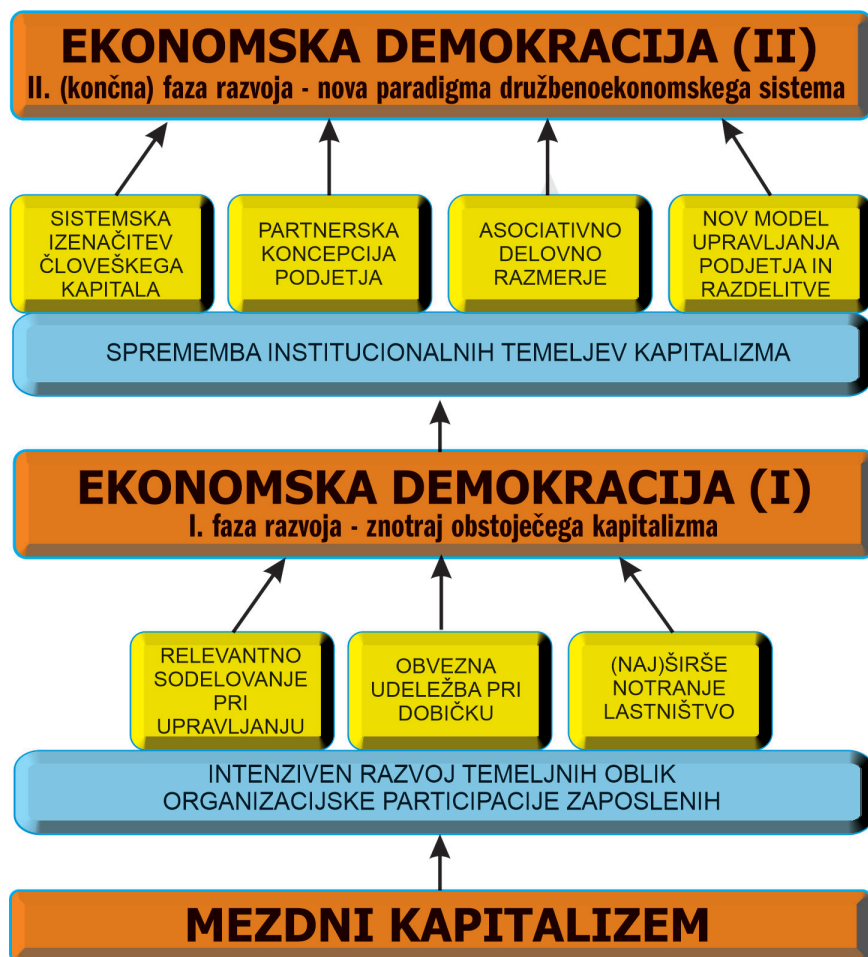 EKONOMSKA DEMOKRACIJA (II)
II. (končna) faza razvoja - nova paradigma družbenoekonomskega sistema
SISTEMSKA
IZENAČITEV
ČLOVEŠKEGA
KAPITALA
PARTNERSKA
KONCEPCIJA
PODJETJA
ASOCIATIVNO
DELOVNO
RAZMERJE
NOV MODEL
UPRAVLJANJA
PODJETJA IN
RAZDELITVE
SPREMEMBA INSTITUCIONALNIH TEMELJEV KAPITALIZMA
EKONOMSKA DEMOKRACIJA (I)
I. faza razvoja - znotraj obstoječega kapitalizma
RELEVANTNO
SODELOVANJE
PRI
UPRAVLJANJU
OBVEZNA
UDELEŽBA PRI
DOBIČKU
(NAJ)ŠIRŠE
NOTRANJE
LASTNIŠTVO
INTENZIVEN RAZVOJ TEMELJNIH OBLIK
ORGANIZACIJSKE PARTICIPACIJE ZAPOSLENIH
MEZDNI KAPITALIZEM